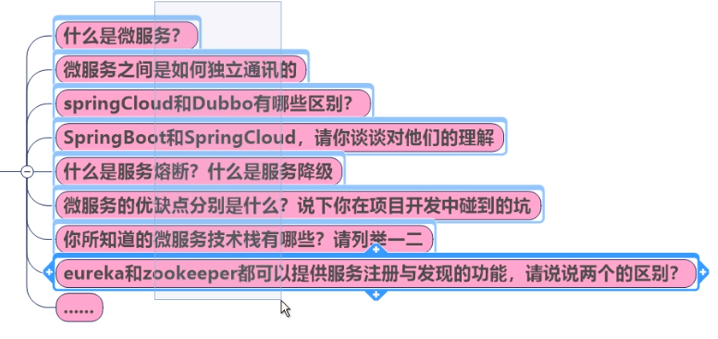 什么是微服务？
微服务之间是如何独立通讯的
springCloud和Dubbo有哪些区别？
SpringBoot和SpringCloud，请你谈谈对他们的理解
什么是服务熔断？什么是服务降级
微服务的优缺点分别是什么？说下你在项目开发中碰到的坑
你所知道的微服务技术栈有哪些？请列举一二
eureka和zookeeper都可以提供服务注册与发现的功能，请说说两个的区别？
......